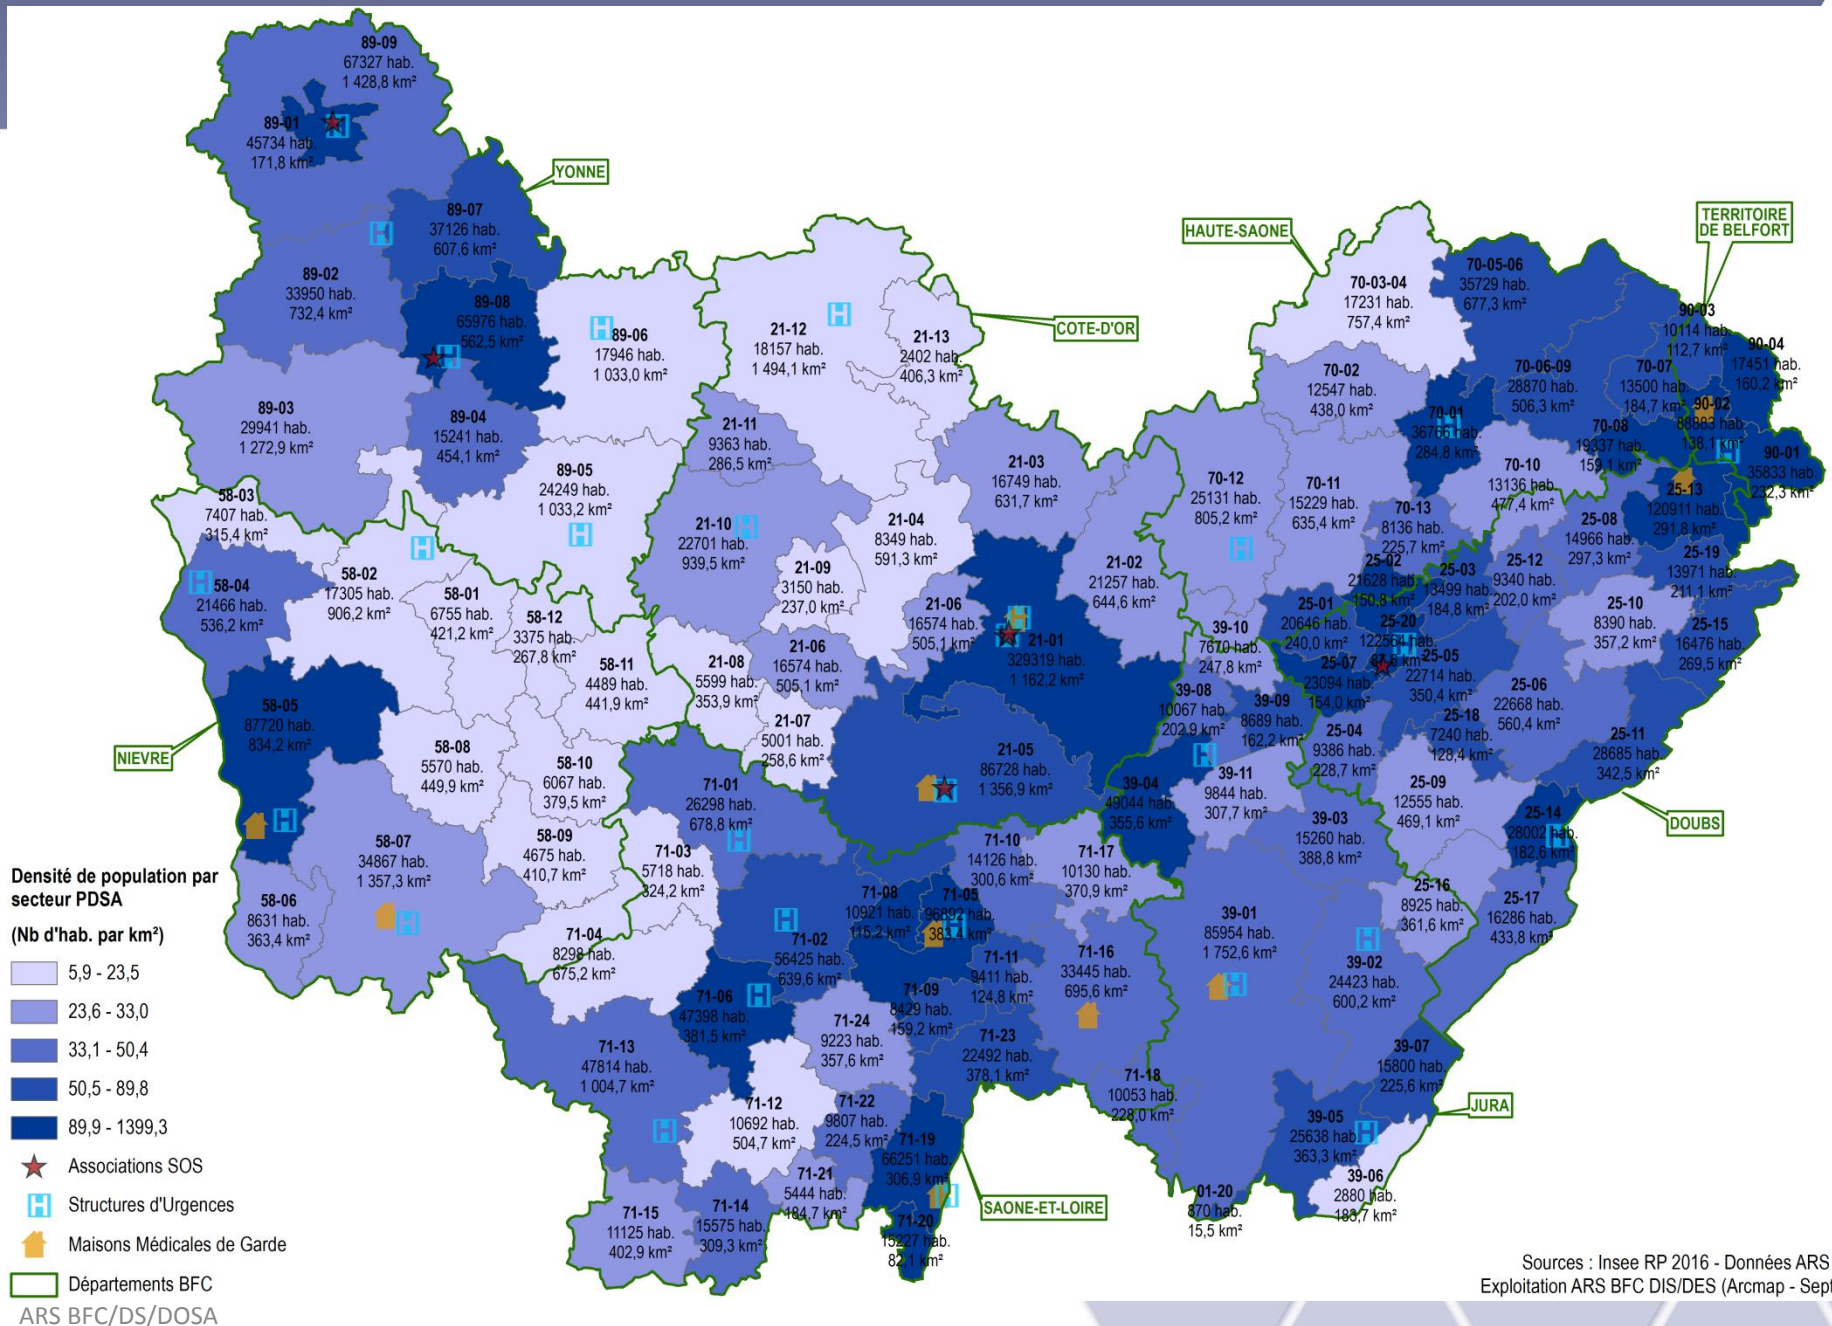 89-09
67327 hab.
1 428,8 km²
89-01
45734 hab.
171,8 km²
YONNE
89-07
37126 hab.
607,6 km²
89-02
33950 hab.
732,4 km²
89-08
65976 hab.
562,5 km²
89-06
17946 hab.
1 033,0 km²
89-03
29941 hab.
1 272,9 km²
89-04
15241 hab.
454,1 km²
89-05
24249 hab.
1 033,2 km²
21-12
18157 hab.
1 494,1 km²
21-13
2402 hab.
406,3 km²
COTE-D'OR
21-11
9363 hab.
286,5 km²
21-03
16749 hab.
631,7 km²
21-10
22701 hab.
939,5 km²
21-04
8349 hab.
591,3 km²
21-09
3150 hab.
237,0 km²
21-02
21257 hab.
644,6 km²
21-06
16574 hab.
505,1 km²
21-06
16574 hab.
505,1 km²
21-01
329319 hab.
1 162,2 km²
21-08
5599 hab.
353,9 km²
21-07
5001 hab.
258,6 km²
21-05
86728 hab.
1 356,9 km²
HAUTE-SAONE
70-03-04
17231 hab.
757,4 km²
70-05-06
35729 hab.
677,3 km²
TERRITOIRE
DE BELFORT
90-03
10114 hab.
112,7 km²
90-04
17451 hab.
160,2 km²
70-02
12547 hab.
438,0 km²
70-06-09
28870 hab.
506,3 km²
70-07
13500 hab.
184,7 km²
90-02
88883 hab.
138,1 km²
70-01
36766 hab.
284,8 km²
70-08
19337 hab.
159,1 km²
90-01
35833 hab.
232,3 km²
70-12
25131 hab.
805,2 km²
70-11
15229 hab.
635,4 km²
70-10
13136 hab.
477,4 km²
70-13
8136 hab.
225,7 km²
25-13
120911 hab.
291,8 km²
25-08
14966 hab.
297,3 km²
25-19
13971 hab.
211,1 km²
25-02
21628 hab.
150,8 km²
25-03
13499 hab.
184,8 km²
25-12
9340 hab.
202,0 km²
25-01
20646 hab.
240,0 km²
25-20
122564 hab.
25-10
8390 hab.
357,2 km²
25-15
16476 hab.
269,5 km²
25-07
23094 hab.
154,0 km²
25-05
22714 hab.
350,4 km²
25-06
22668 hab.
560,4 km²
25-18
7240 hab.
128,4 km²
25-04
9386 hab.
228,7 km²
25-11
28685 hab.
342,5 km²
25-09
12555 hab.
469,1 km²
25-14
28002 hab.
182,6 km²
DOUBS
25-16
8925 hab.
361,6 km²
25-17
16286 hab.
433,8 km²
39-10
7670 hab.
247,8 km²
39-08
10067 hab.
202,9 km²
39-09
8689 hab.
162,2 km²
39-04
49044 hab.
355,6 km²
39-11
9844 hab.
307,7 km²
39-03
15260 hab.
388,8 km²
39-01
85954 hab.
1 752,6 km²
39-02
24423 hab.
600,2 km²
39-07
15800 hab.
225,6 km²
39-05
25638 hab.
363,3 km²
39-06
2880 hab.
183,7 km²
JURA
01-20
870 hab.
15,5 km²
58-03
7407 hab.
315,4 km²
58-04
21466 hab.
536,2 km²
58-02
17305 hab.
906,2 km²
58-01
6755 hab.
421,2 km²
58-12
3375 hab.
267,8 km²
58-11
4489 hab.
441,9 km²
58-05
87720 hab.
834,2 km²
NIEVRE
58-08
5570 hab.
449,9 km²
58-10
6067 hab.
379,5 km²
58-07
34867 hab.
1 357,3 km²
58-09
4675 hab.
410,7 km²
58-06
8631 hab.
363,4 km²
71-01
26298 hab.
678,8 km²
71-03
5718 hab.
324,2 km²
71-04
8298 hab.
675,2 km²
71-10
14126 hab.
300,6 km²
71-17
10130 hab.
370,9 km²
71-08
10921 hab.
115,2 km²
71-05
96892 hab.
383,4 km²
71-02
56425 hab.
639,6 km²
71-11
9411 hab.
124,8 km²
71-16
33445 hab.
695,6 km²
71-06
47398 hab.
381,5 km²
71-09
8429 hab.
159,2 km²
71-24
9223 hab.
357,6 km²
71-23
22492 hab.
378,1 km²
71-13
47814 hab.
1 004,7 km²
71-18
10053 hab.
228,0 km²
71-12
10692 hab.
504,7 km²
71-22
9807 hab.
224,5 km²
71-19
66251 hab.
306,9 km²
71-21
5444 hab.
184,7 km²
71-14
15575 hab.
309,3 km²
71-15
11125 hab.
402,9 km²
71-20
15227 hab.
82,1 km²
SAONE-ET-LOIRE
Densité de population par
secteur PDSA
(Nb d'hab. par km²)
5,9 - 23,5
23,6 - 33,0
33,1 - 50,4
50,5 - 89,8
89,9 - 1399,3
Associations SOS
Structures d'Urgences
Maisons Médicales de Garde
Départements BFC
ARS BFC/DS/DOSA
Sources : Insee RP 2016 - Données ARS
Exploitation ARS BFC DIS/DES (Arcmap - Sept